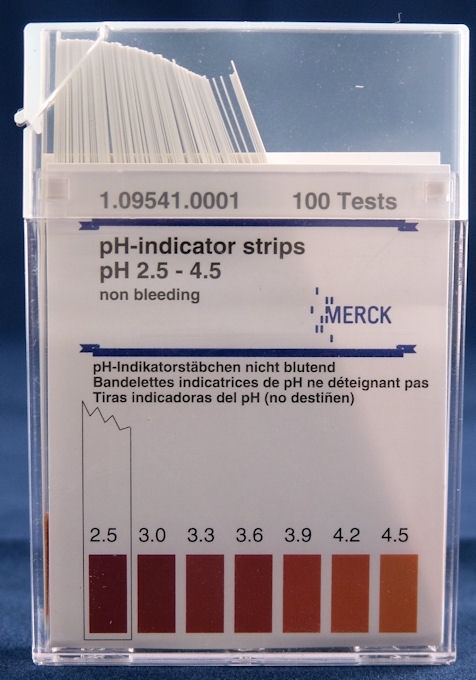 1.09541.0001 100 Tests
pH-indicator strips
pH 2.5 - 4.5
non bleeding
MERCK
pH-Indikatorstäbchen nicht blutend
Bandelettes indicatrices de pH ne déteignant pas
Tiras indicadoras del pH (no destiñen)
2.5 3.0 3.3 3.6 3.9 4.2 4.5